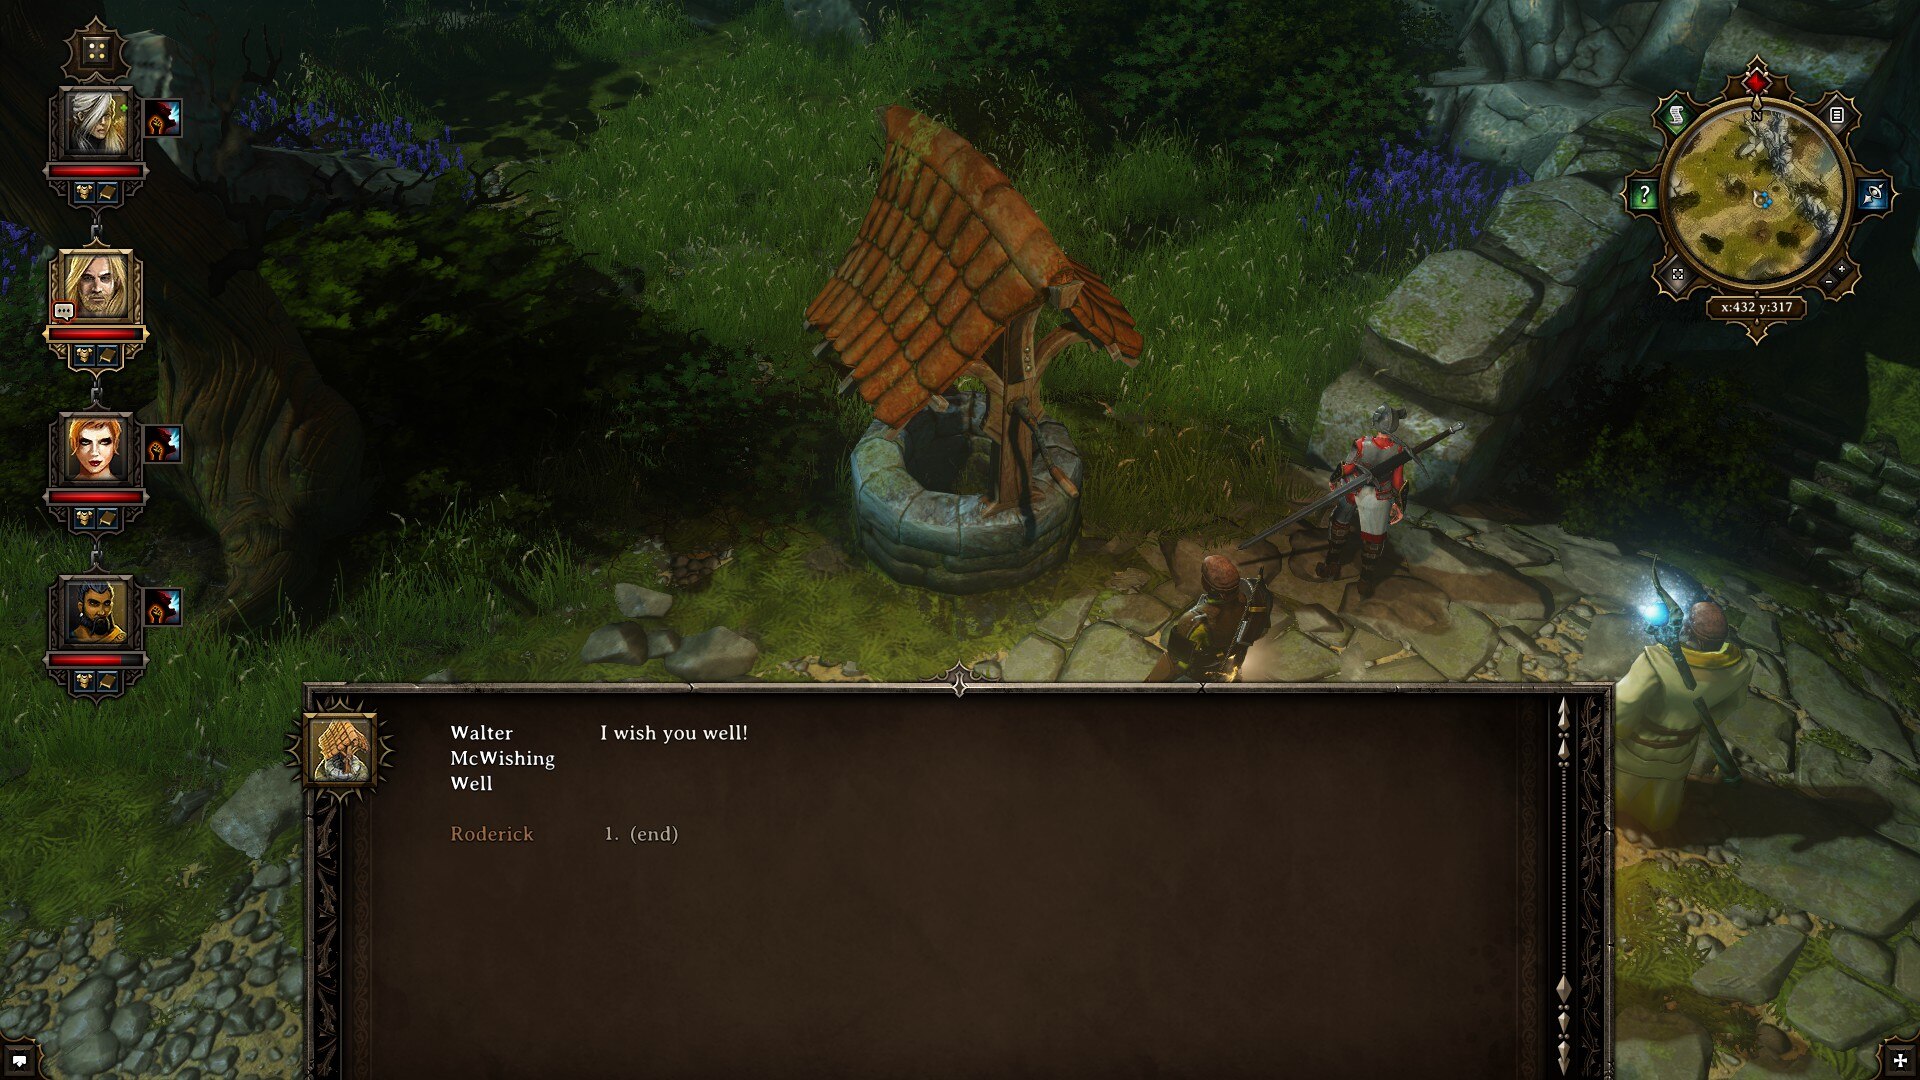 N
?
x:432 y:317
Walter
McWishing
Well
I wish you well!
Roderick
1. (end)